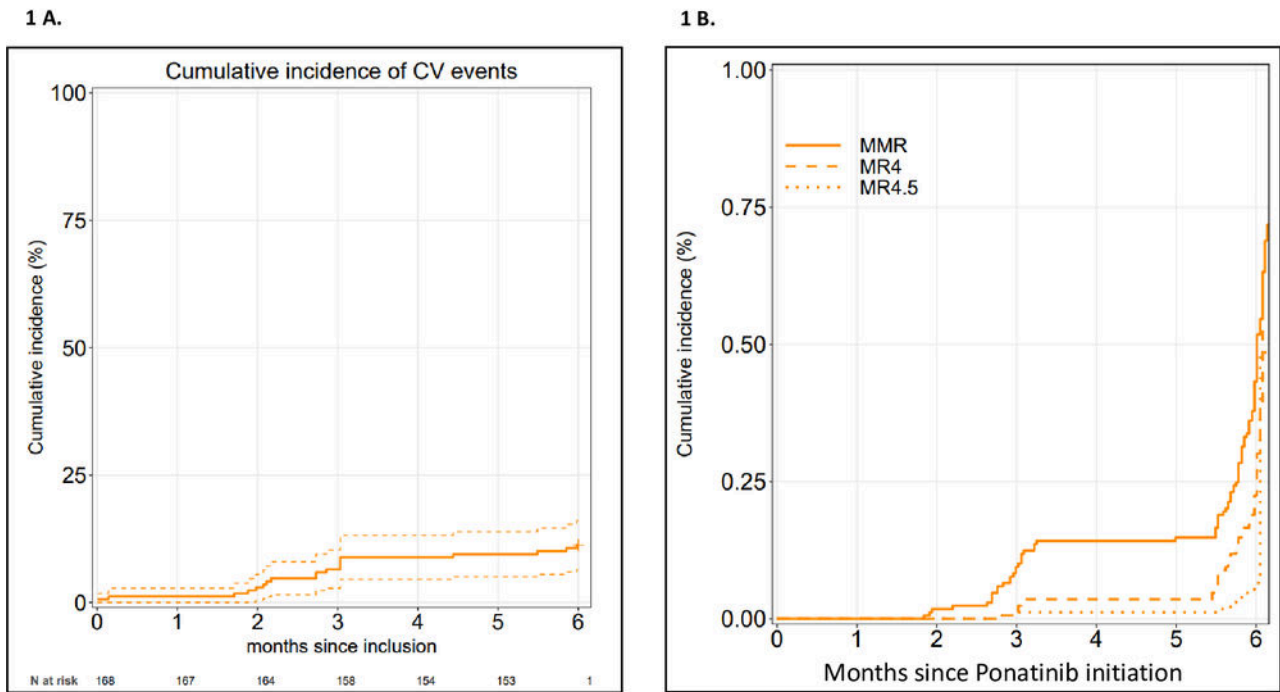 1 A.
Cumulative incidence of CV events
Cumulative incidence (%)
100
75
50
25
0
0 1 2 3 4 5 6
months since inclusion
N at risk 168 167 164 158 154 153 1
1 B.
Cumulative incidence (%)
1.00
0.75
0.50
0.25
0.00
MMR
MR4
MR4.5
0 1 2 3 4 5 6
Months since Ponatinib initiation